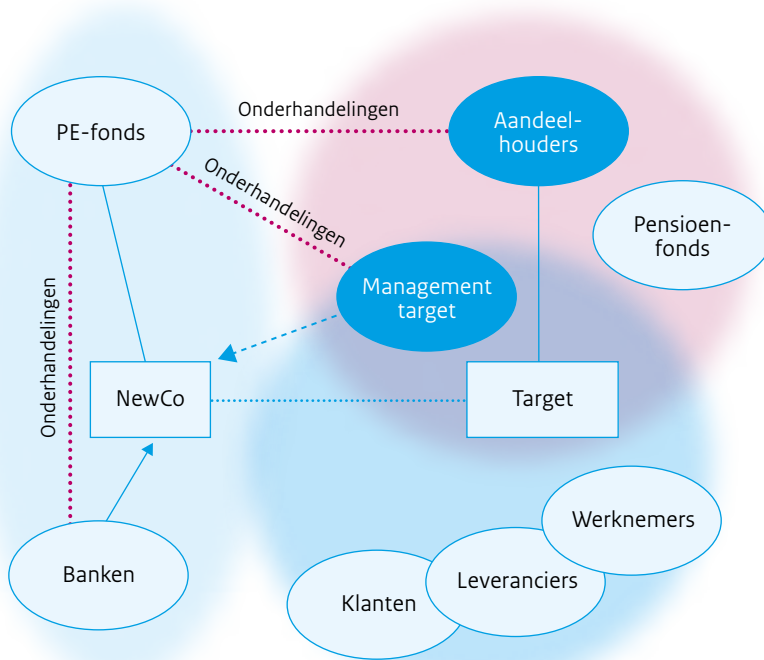 Onderhandelingen
PE-fonds
Aandeel-
houders
Onderhandelingen
Pensioen-
fonds
Management
target
Onderhandelingen
NewCo
Target
Werknemers
Banken
Leveranciers
Klanten